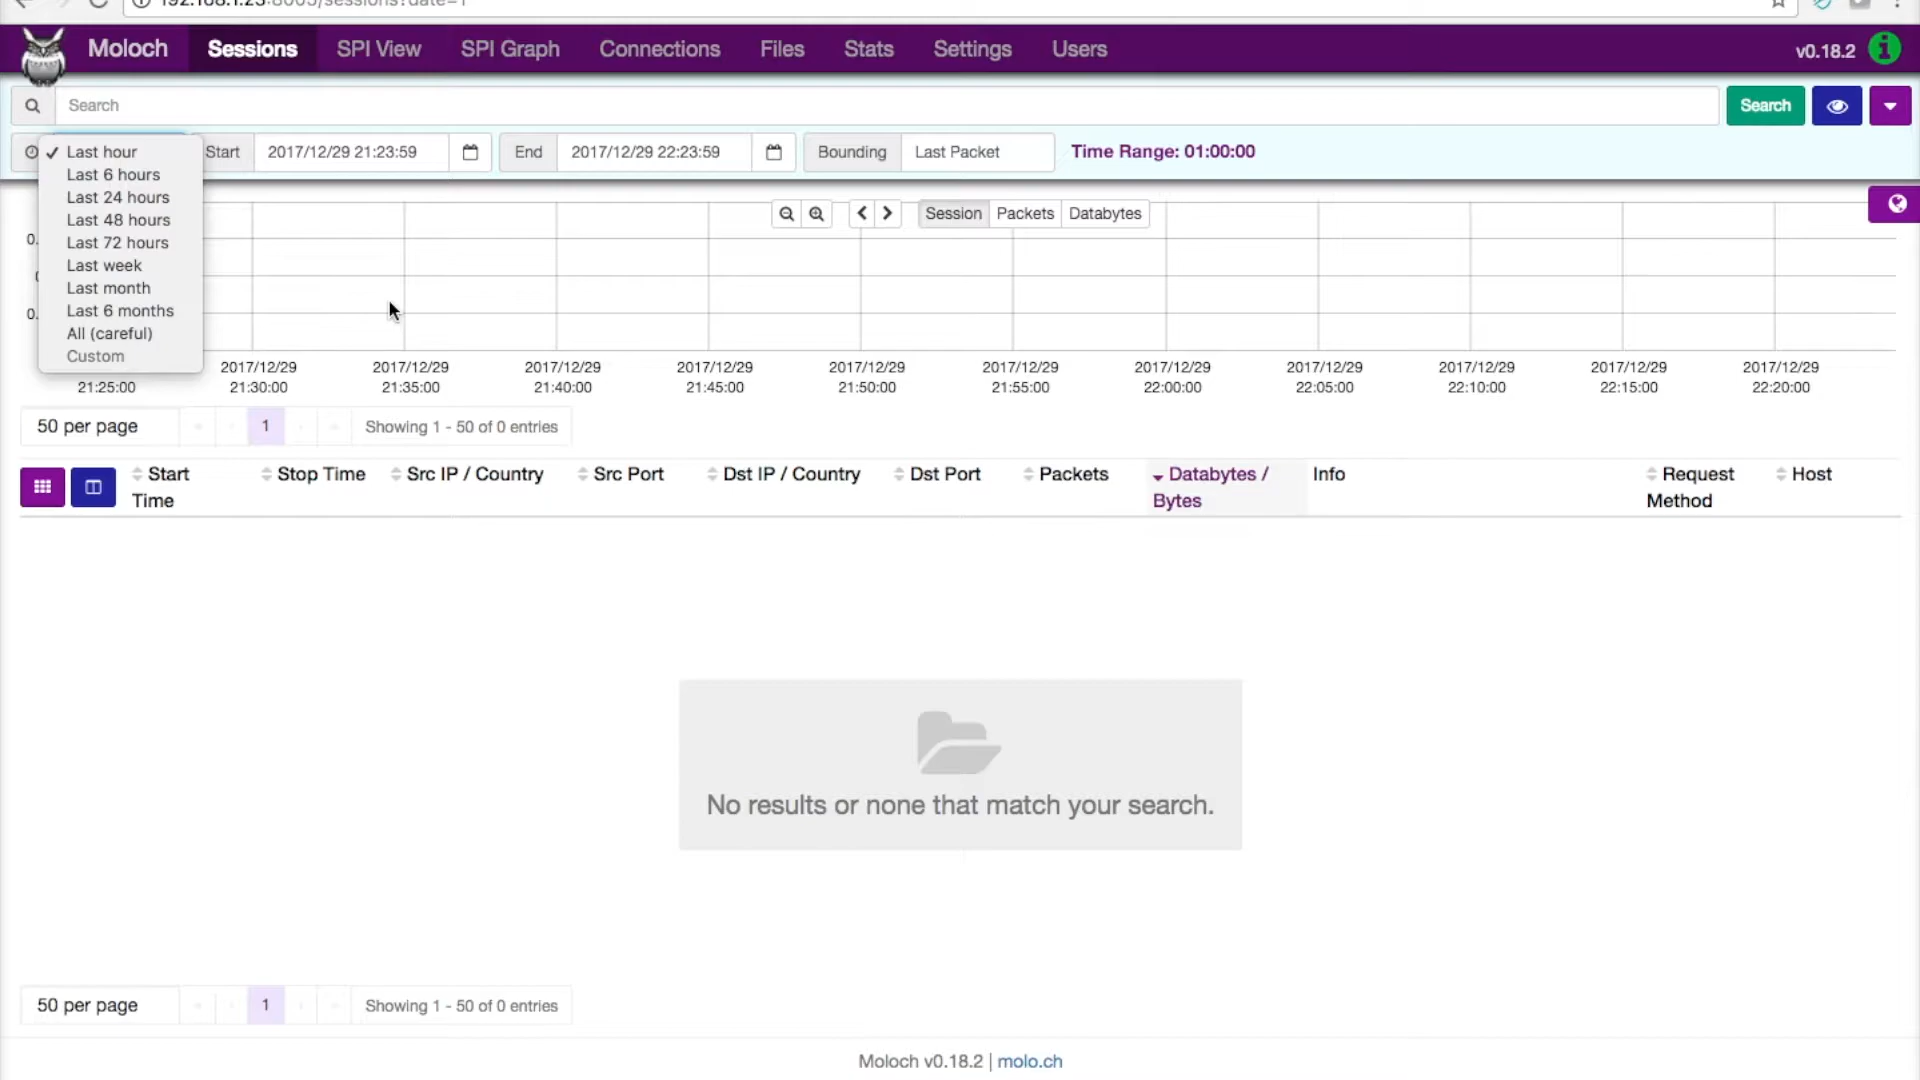 Moloch
Sessions
SPI View
SPI Graph
Connections
Files
Stats
Settings
Users
v0.18.2
Search
Search
Last hour
Last 6 hours
Last 24 hours
Last 48 hours
Last 72 hours
Last week
Last month
Last 6 months
All (careful)
Custom
Start
2017/12/29 21:23:59
End
2017/12/29 22:23:59
Bounding
Last Packet
Time Range: 01:00:00
Session
Packets
Databytes
0.
0.
21:25:00
2017/12/29
21:30:00
2017/12/29
21:35:00
2017/12/29
21:40:00
2017/12/29
21:45:00
2017/12/29
21:50:00
2017/12/29
21:55:00
2017/12/29
22:00:00
2017/12/29
22:05:00
2017/12/29
22:10:00
2017/12/29
22:15:00
2017/12/29
22:20:00
50 per page
1
Showing 1 - 50 of 0 entries
Start
Time
Stop Time
Src IP / Country
Src Port
Dst IP / Country
Dst Port
Packets
Databytes /
Bytes
Info
Request
Method
Host
No results or none that match your search.
50 per page
1
Showing 1 - 50 of 0 entries
Moloch v0.18.2 | molo.ch